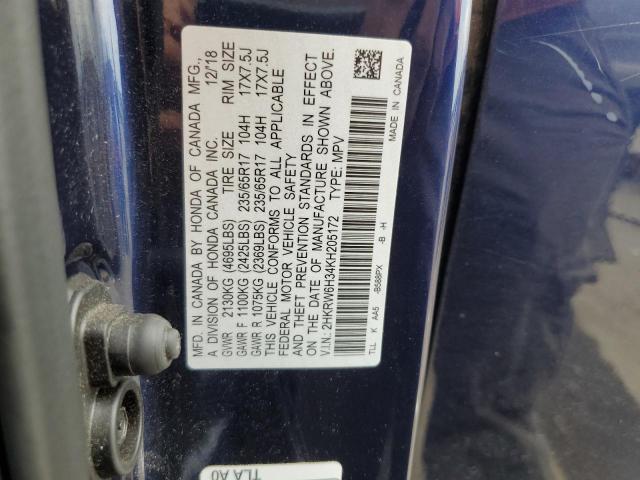 MFD. IN CANADA BY HONDA OF CANADA MFG.,
A DIVISION OF HONDA CANADA INC. 12/18
GVWR 2130KG (4695LBS) TIRE SIZE RIM SIZE
GAWR F 1100KG (2425LBS) 235/65R17 104H 17X7.5J
GAWR R 1075KG (2369LBS) 235/65R17 104H 17X7.5J
THIS VEHICLE CONFORMS TO ALL APPLICABLE
FEDERAL MOTOR VEHICLE SAFETY
AND THEFT PREVENTION STANDARDS IN EFFECT
ON THE DATE OF MANUFACTURE SHOWN ABOVE.
V.I.N.: 2HKRW6H34KH205172 TYPE: MPV
TLL K AA5 -B588PX -B -H MADE IN CANADA
TLA A0